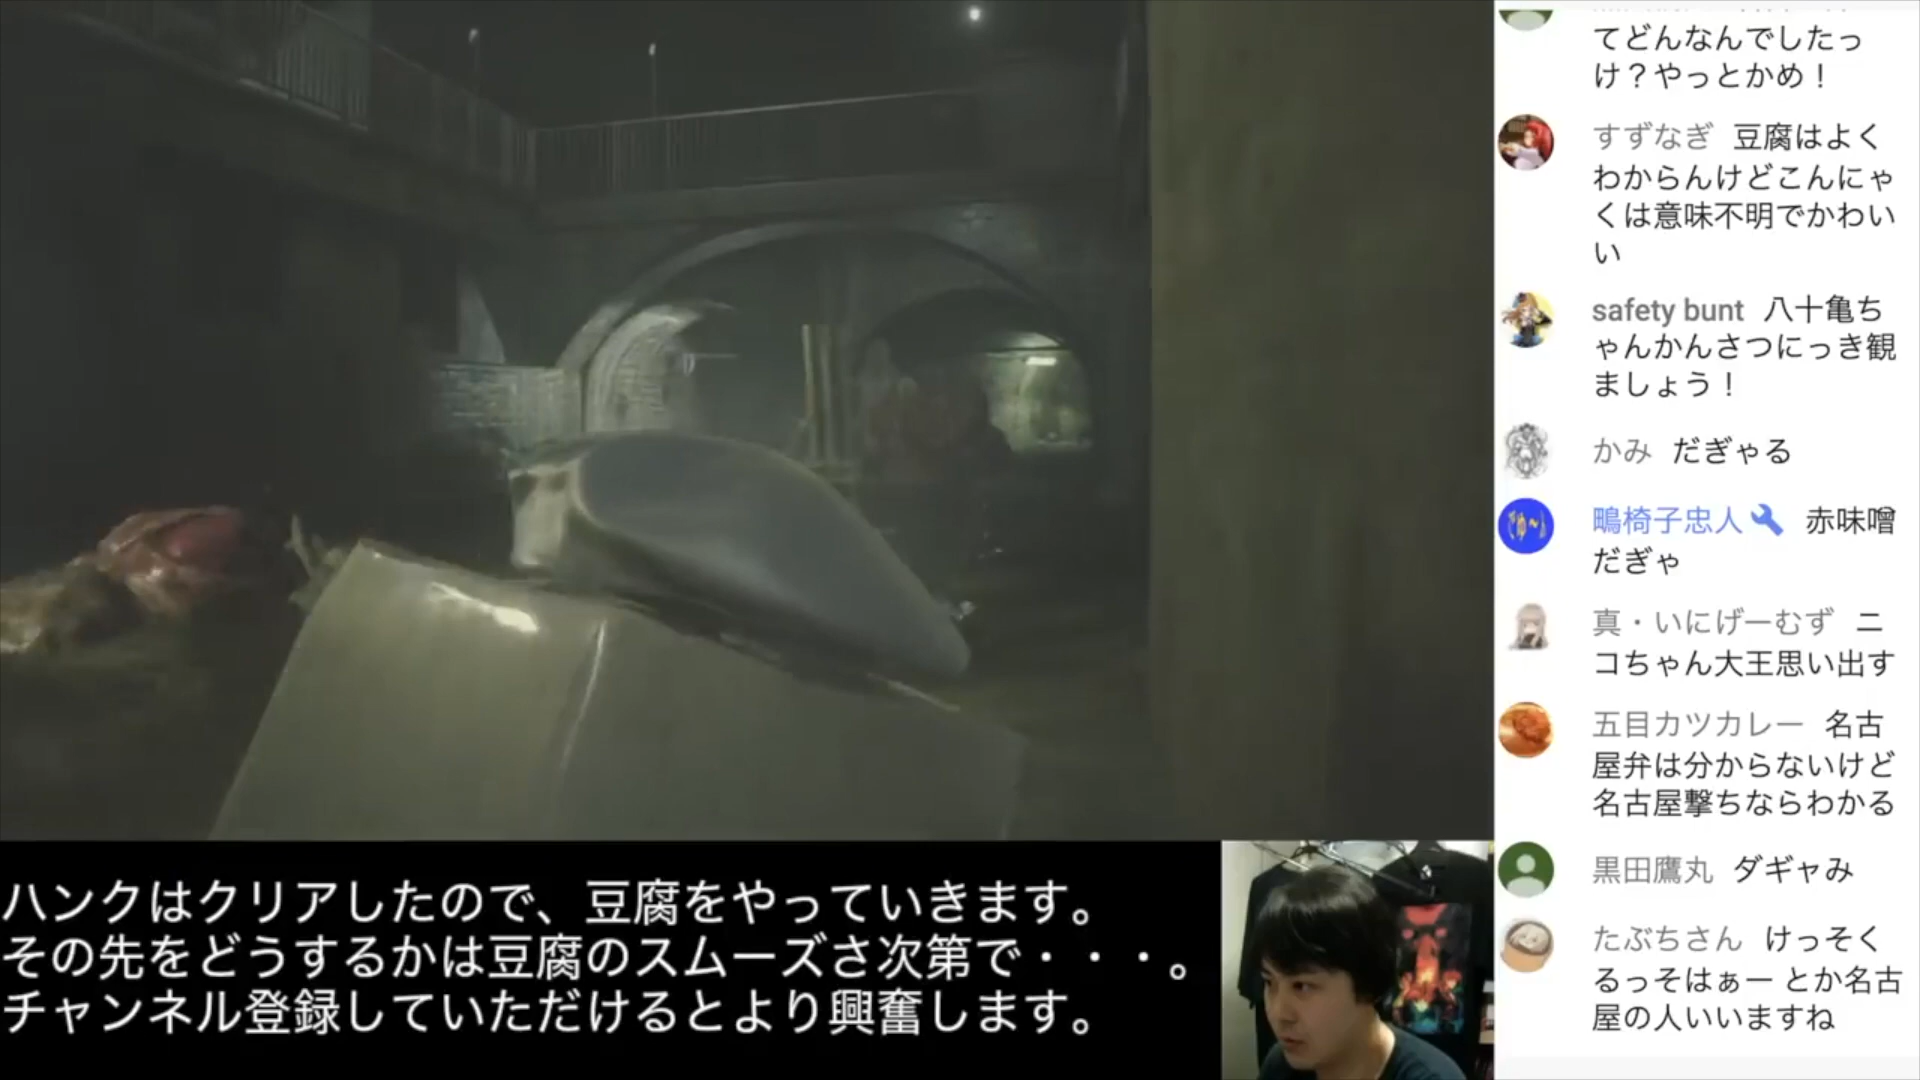 てどんなんでしたっ
け？やっとかめ！
すずなぎ 豆腐はよく
わからんけどこんにゃ
くは意味不明でかわい
い
safety bunt 八十亀ち
ゃんかんさつにっき観
ましょう！
かみ だぎゃる
鴫椅子忠人 赤味噌
だぎゃ
真・いにげーむず ニ
コちゃん大王思い出す
五目カツカレー 名古
屋弁は分からないけど
名古屋撃ちならわかる
黒田鷹丸 ダギャみ
たぶちさん けっそく
るっそはぁー とか名古
屋の人いいますね
ハンクはクリアしたので、豆腐をやっていきます。
その先をどうするかは豆腐のスムーズさ次第で・・・。
チャンネル登録していただけるとより興奮します。